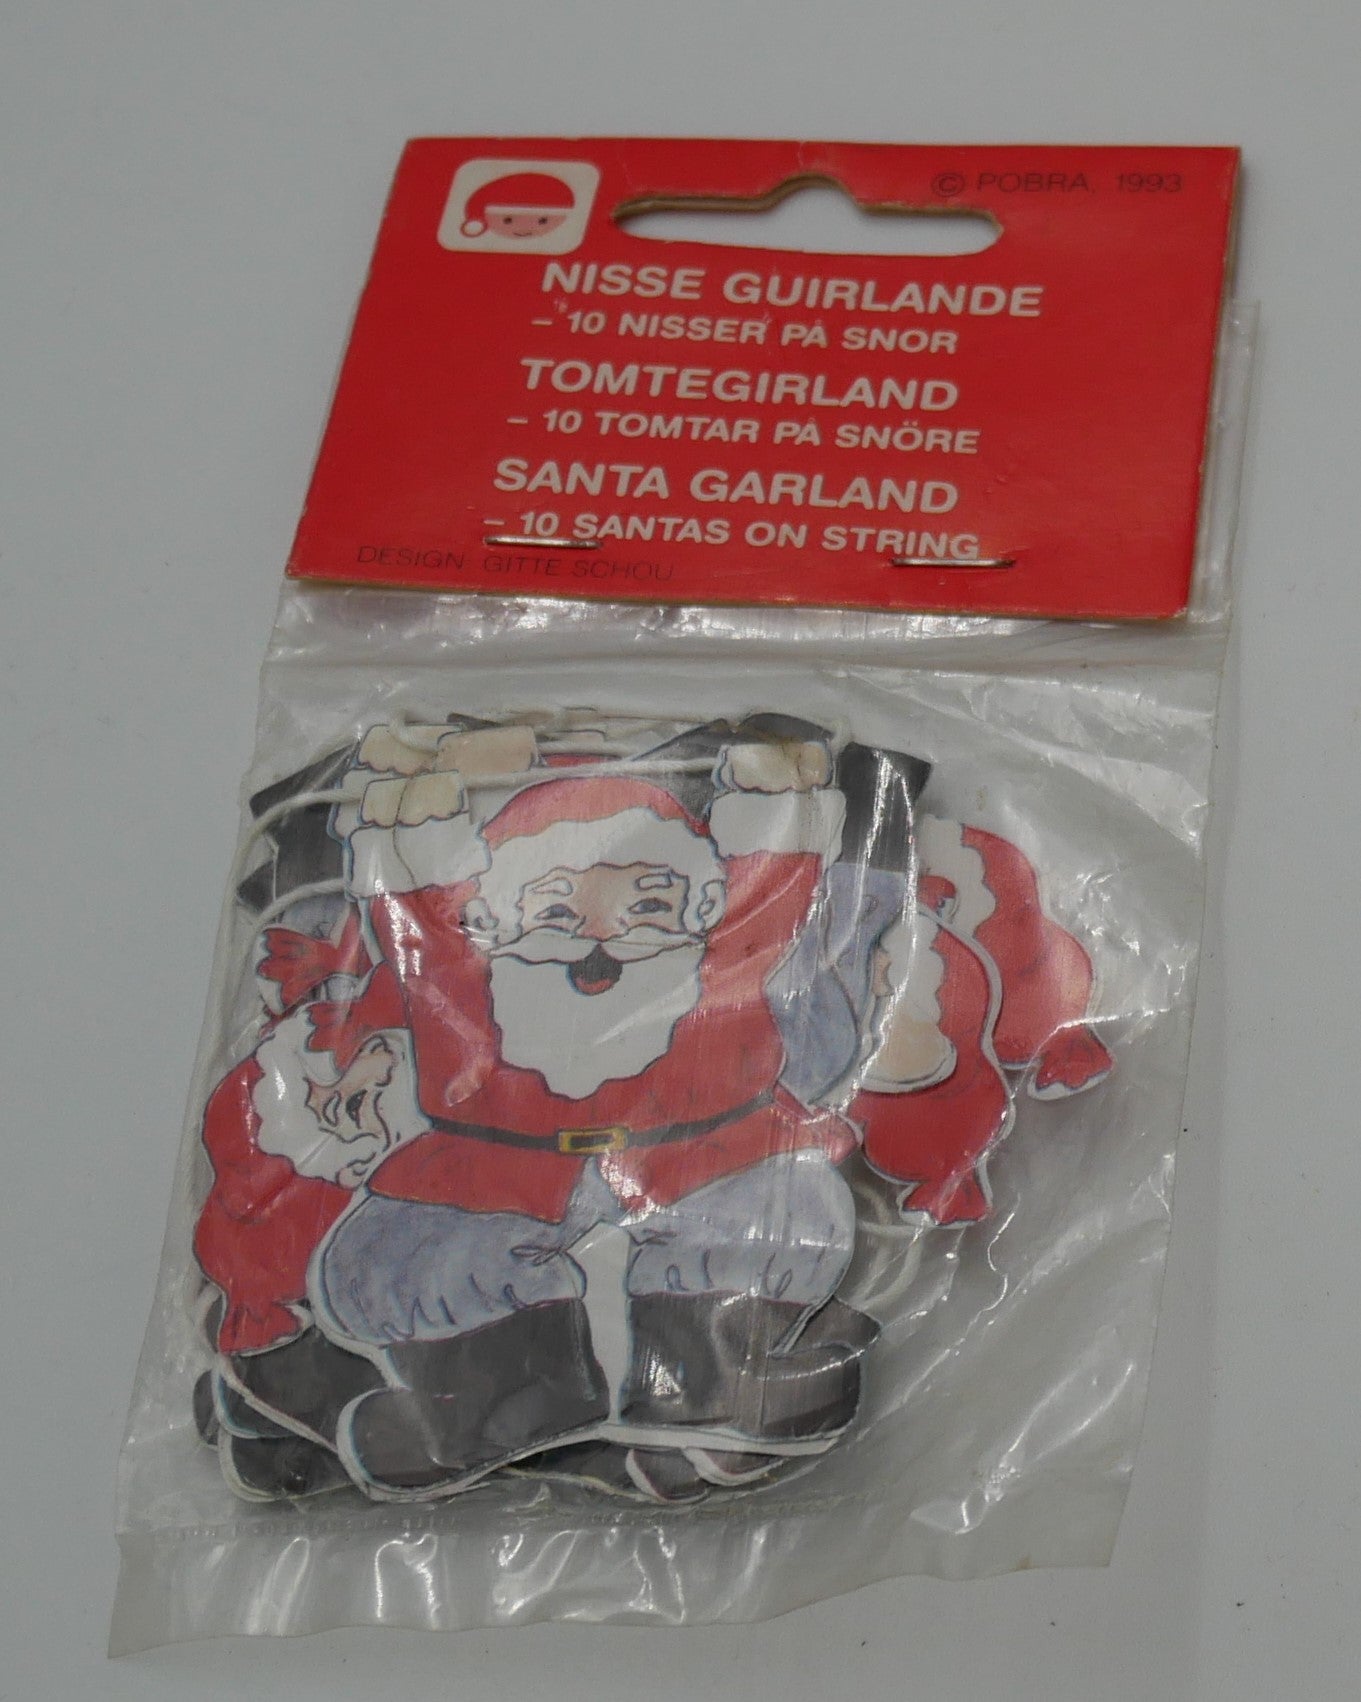 © POBRA, 1993
NISSE GUIRLANDE
- 10 NISSER PÅ SNOR
TOMTEGIRLAND
- 10 TOMTAR PÅ SNÖRE
SANTA GARLAND
- 10 SANTAS ON STRING
DESIGN: GITTE SCHOU